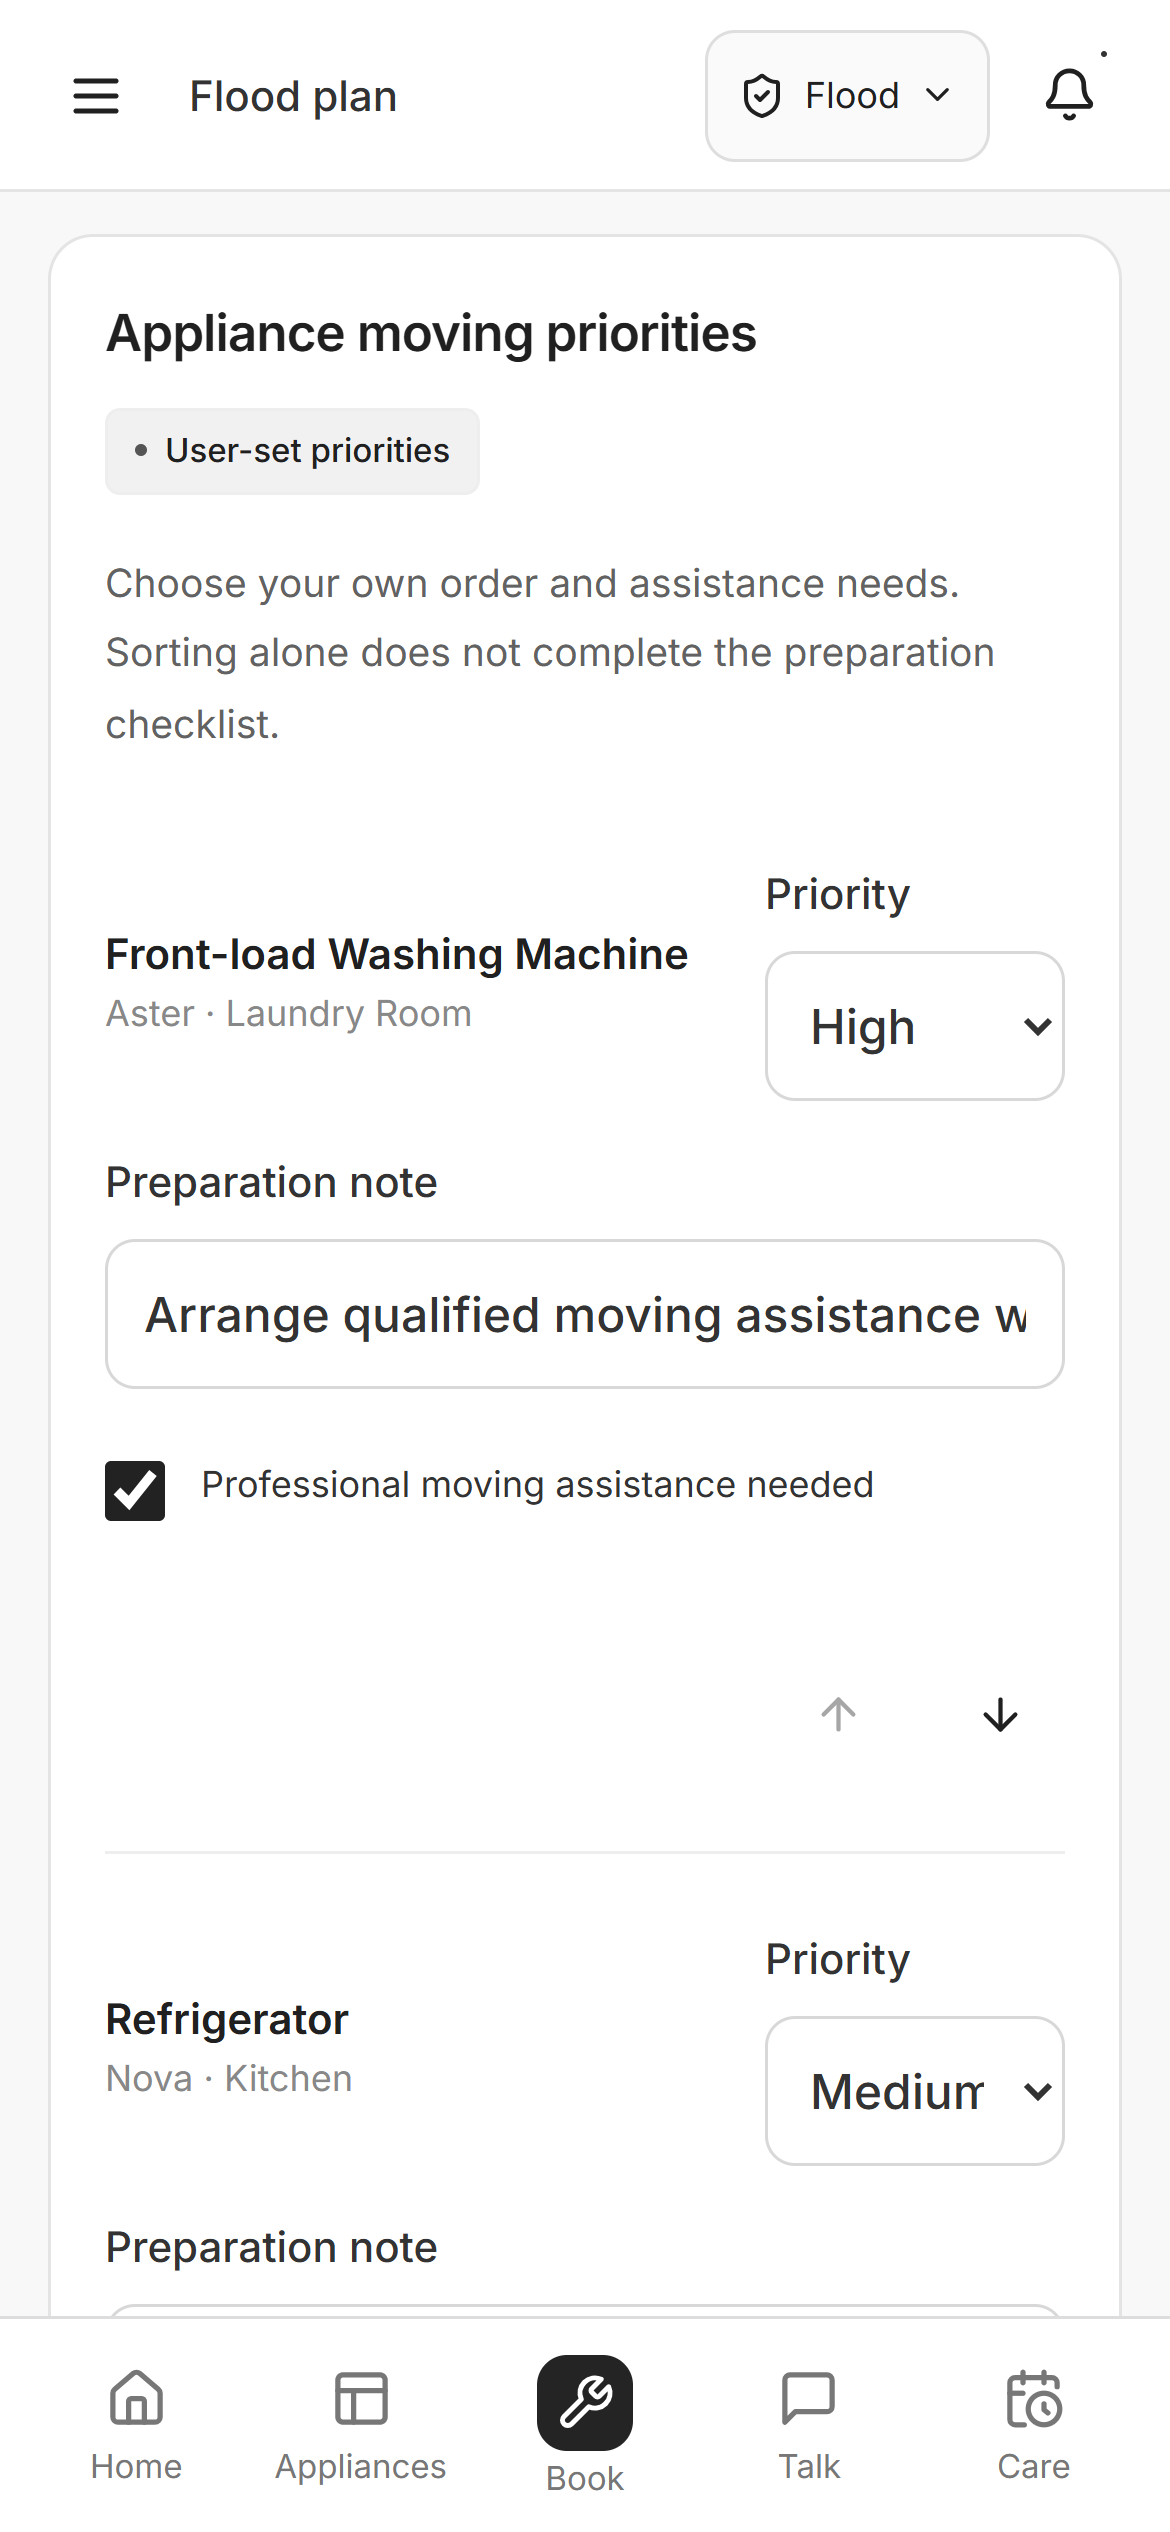 Flood plan
Flood
Appliance moving priorities
User-set priorities
Choose your own order and assistance needs.
Sorting alone does not complete the preparation
checklist.
Priority
Front-load Washing Machine
Aster · Laundry Room
High
Preparation note
Arrange qualified moving assistance w
Professional moving assistance needed
Priority
Refrigerator
Nova · Kitchen
Medium
Preparation note
Home
Appliances
Book
Talk
Care